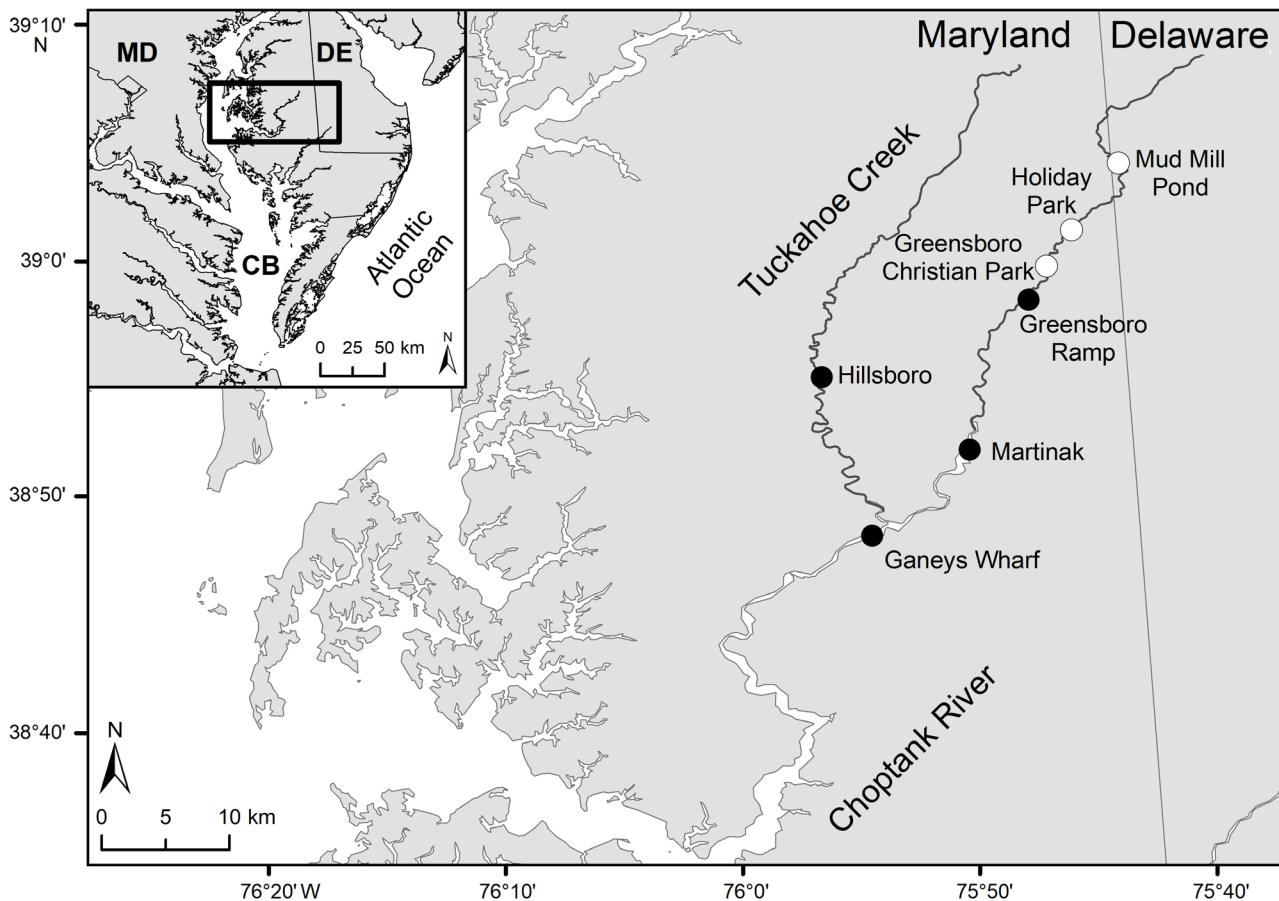 39°10'
N
MD
DE
CB
Atlantic
Ocean
0 25 50 km
N
Maryland
Delaware
Tuckahoe Creek
Mud Mill
Pond
Holiday
Park
Greensboro
Christian Park
Greensboro
Ramp
Hillsboro
Martinak
Ganeys Wharf
Choptank River
39°0'
38°50'
38°40'
N
0 5 10 km
76°20' W
76°10'
76°0'
75°50'
75°40'